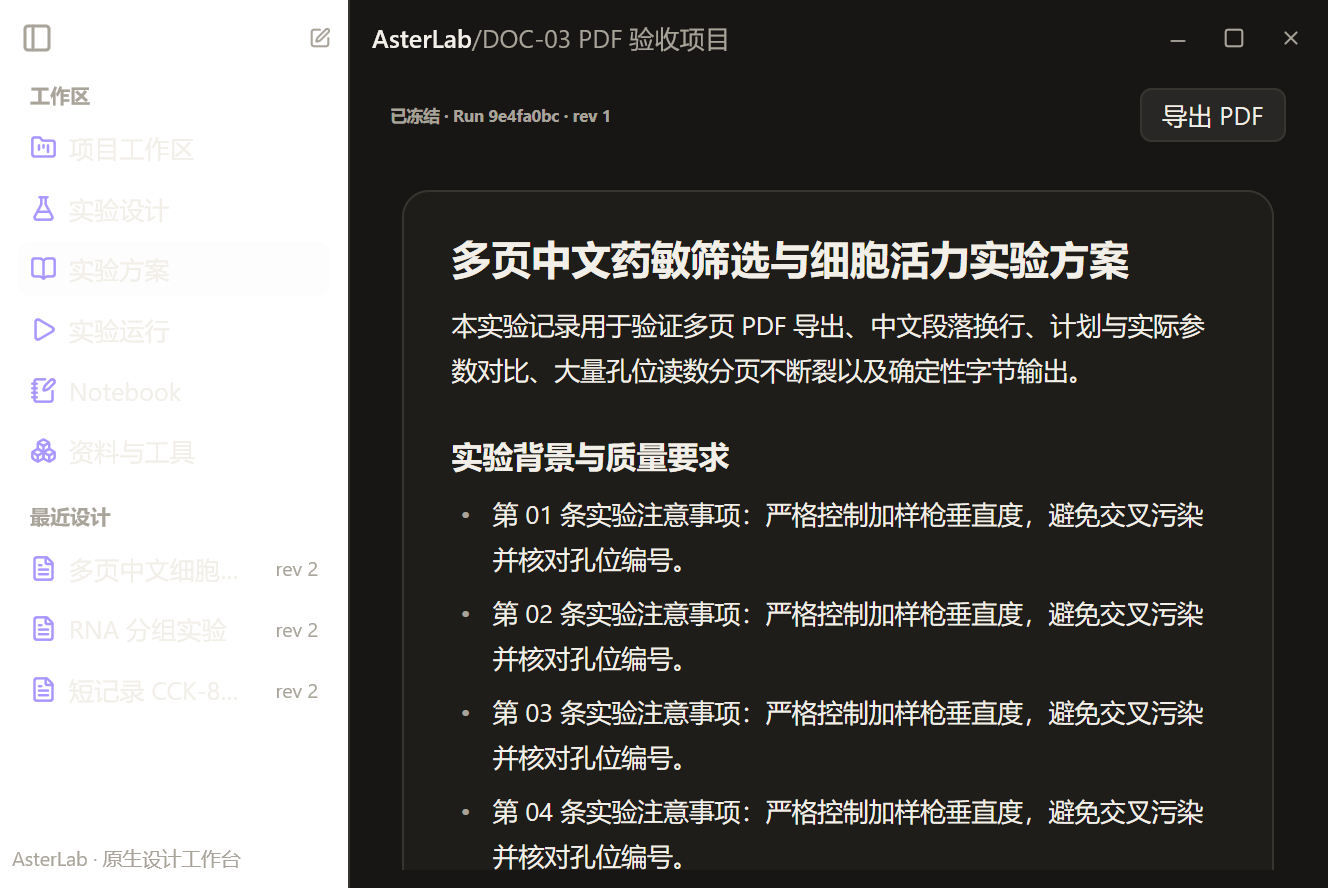 工作区
项目工作区
实验设计
实验方案
实验运行
Notebook
资料与工具
最近设计
多页中文细胞... rev 2
RNA 分组实验 rev 2
短记录 CCK-8... rev 2
AsterLab · 原生设计工作台
AsterLab/DOC-03 PDF 验收项目
已冻结 · Run 9e4fa0bc · rev 1
导出 PDF
多页中文药敏筛选与细胞活力实验方案
本实验记录用于验证多页 PDF 导出、中文段落换行、计划与实际参
数对比、大量孔位读数分页不断裂以及确定性字节输出。
实验背景与质量要求
• 第 01 条实验注意事项：严格控制加样枪垂直度，避免交叉污染
并核对孔位编号。
• 第 02 条实验注意事项：严格控制加样枪垂直度，避免交叉污染
并核对孔位编号。
• 第 03 条实验注意事项：严格控制加样枪垂直度，避免交叉污染
并核对孔位编号。
• 第 04 条实验注意事项：严格控制加样枪垂直度，避免交叉污染
并核对孔位编号。